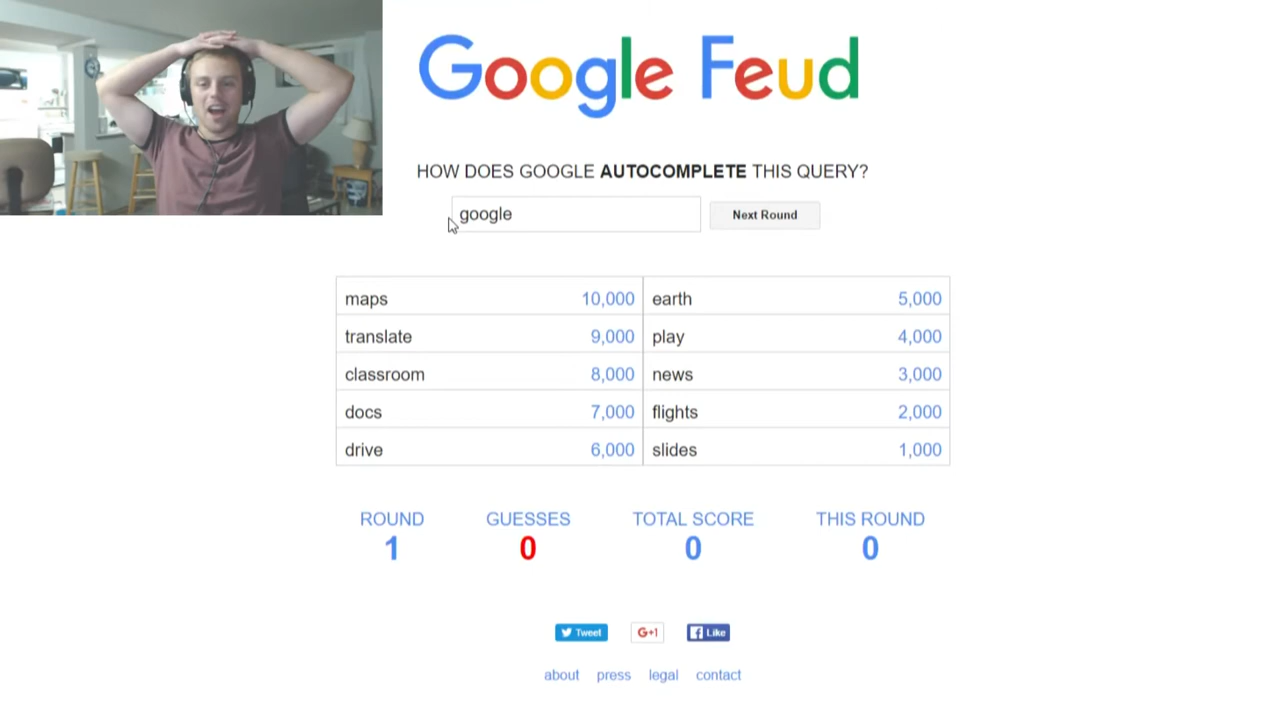 Google Feud
HOW DOES GOOGLE AUTOCOMPLETE THIS QUERY?
google
Next Round
maps 10,000 earth 5,000
translate 9,000 play 4,000
classroom 8,000 news 3,000
docs 7,000 flights 2,000
drive 6,000 slides 1,000
ROUND GUESSES TOTAL SCORE THIS ROUND
1 0 0 0
Tweet G+1 Like
about press legal contact